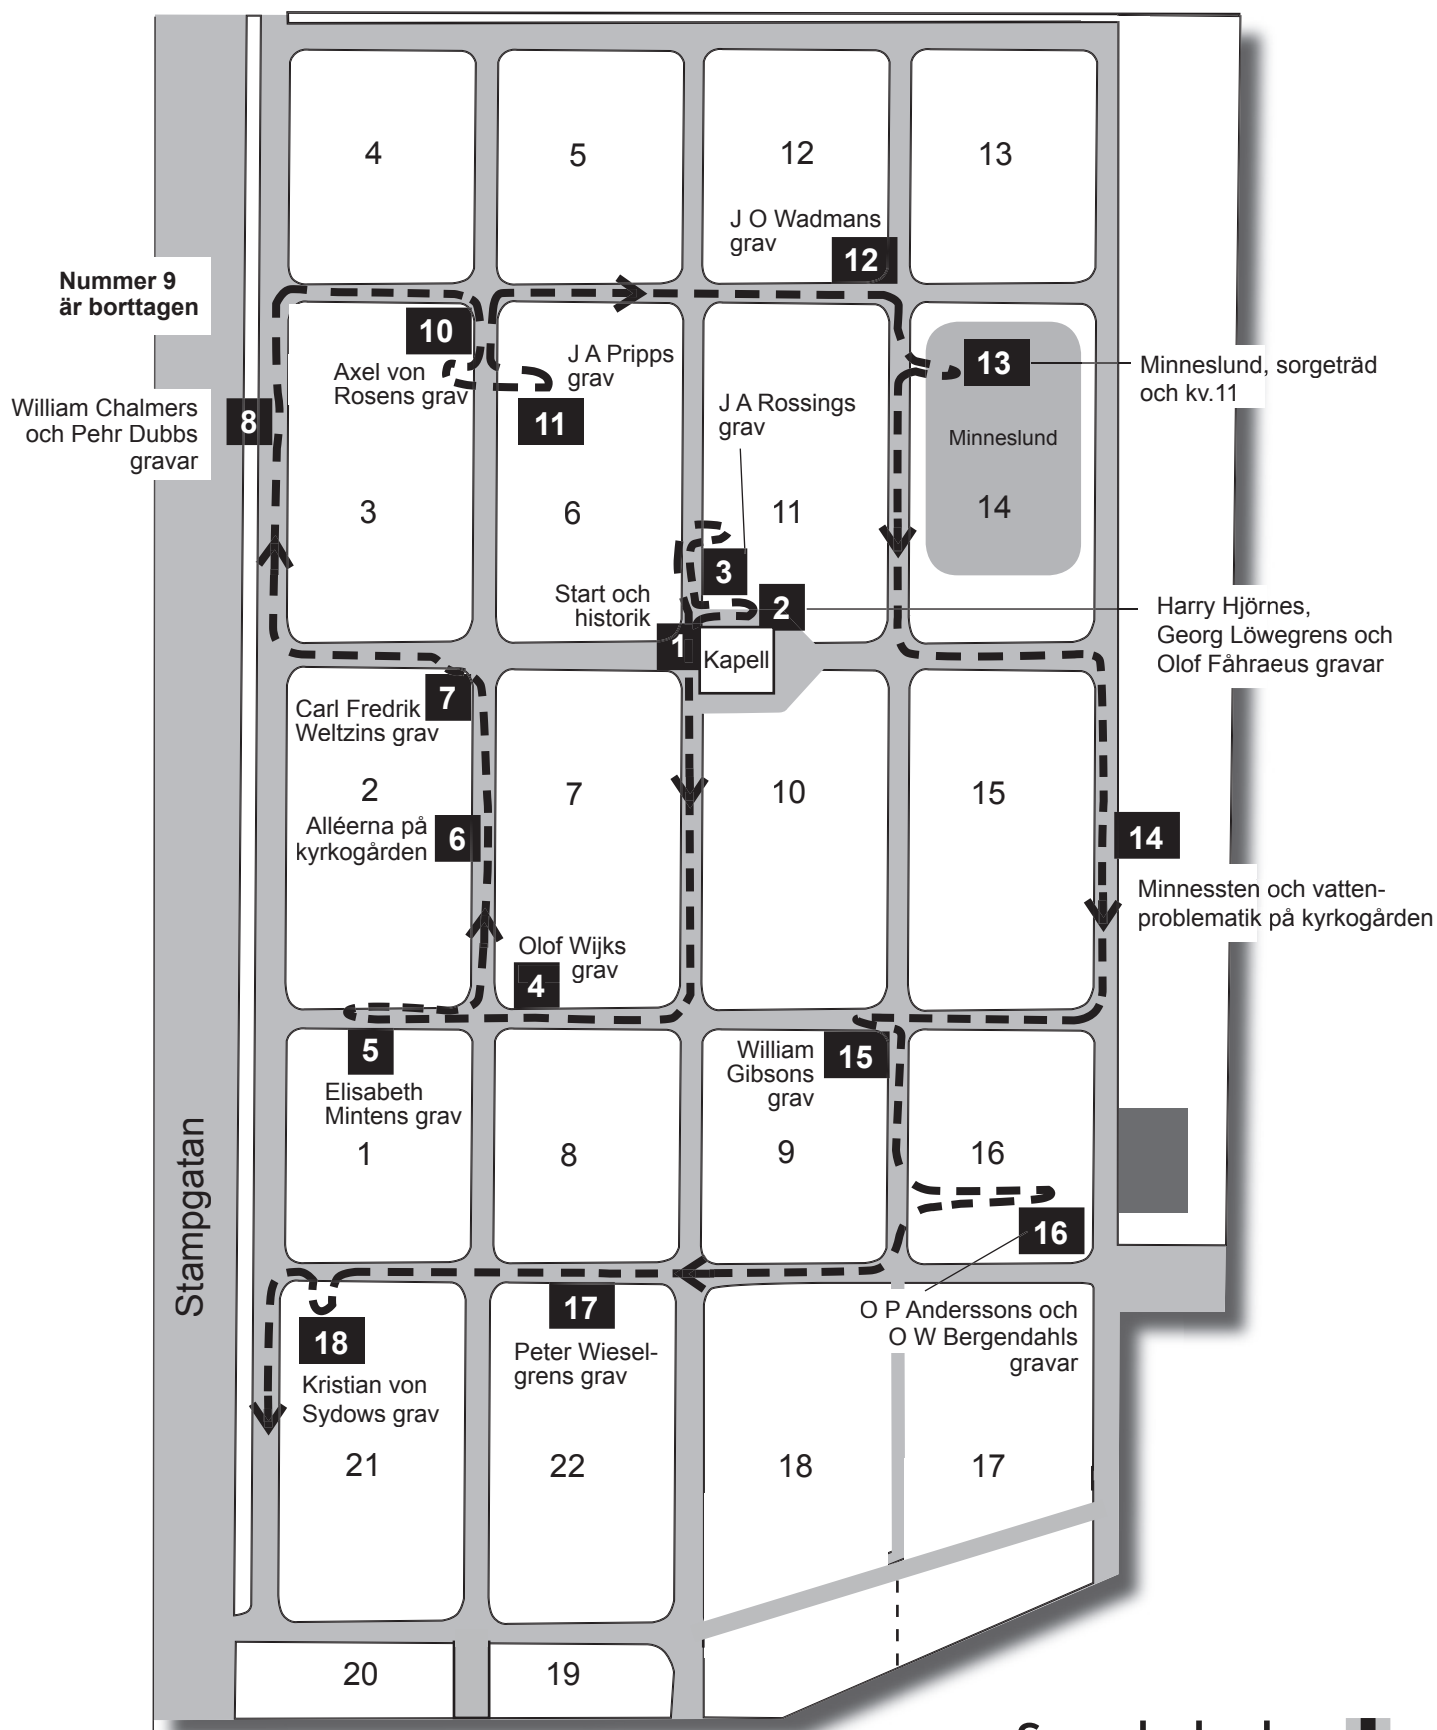 4
5
12
13
J O Wadmans
grav
12
Nummer 9
är borttagen
10
Axel von
Rosens grav
J A Pripps
grav
11
13
Minneslund, sorgeträd
och kv.11
William Chalmers
och Pehr Dubbs
gravar
8
J A Rossings
grav
Minneslund
3
6
11
14
3
Start och
historik
2
Harry Hjörnes,
Georg Löwegrens och
Olof Fåhraeus gravar
1
Kapell
7
Carl Fredrik
Weltzins grav
2
7
10
15
Alléerna på
kyrkogården
6
14
Minnessten och vatten-
problematik på kyrkogården
Olof Wijks
grav
4
5
Elisabeth
Mintens grav
William
Gibsons
grav
15
1
8
9
16
16
Stampgatan
O P Anderssons och
O W Bergendahls
gravar
17
Peter Wiesel-
grens grav
18
Kristian von
Sydows grav
21
22
18
17
20
19